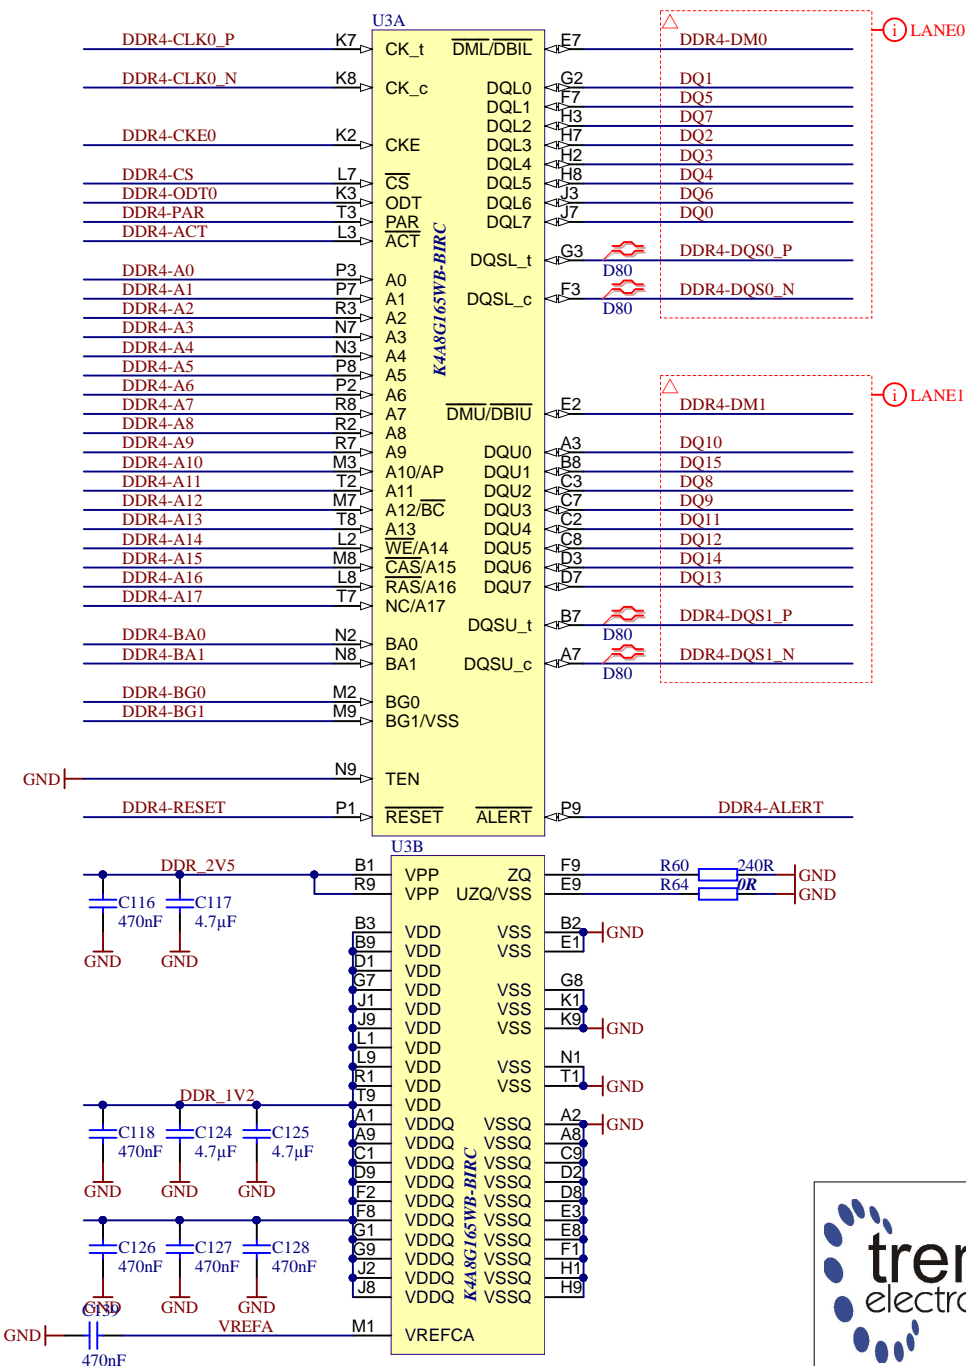 U3A
DDR4-CLK0_P K7 CK_t DML/DBIL E7 DDR4-DM0
LANE0
DDR4-CLK0_N K8 CK_c DQL0 G2 DQ1
DQL1 F7 DQ5
DQL2 H3 DQ7
DDR4-CKE0 K2 CKE DQL3 H7 DQ2
DQL4 H2 DQ3
DDR4-CS L7 CS DQL5 H8 DQ4
DDR4-ODT0 K3 ODT DQL6 J3 DQ6
DDR4-PAR T3 PAR DQL7 J7 DQ0
DDR4-ACT L3 ACT
DQSL_t G3 D80 DDR4-DQS0_P
DDR4-A0 P3 A0
DDR4-A1 P7 A1 DQSL_c F3 D80 DDR4-DQS0_N
DDR4-A2 R3 A2
DDR4-A3 N7 A3
DDR4-A4 N3 A4
DDR4-A5 P8 A5
DDR4-A6 P2 A6
K4A8G165WB-BIRC
DDR4-A7 R8 A7 DMU/DBIU E2 DDR4-DM1
LANE1
DDR4-A8 R2 A8
DDR4-A9 R7 A9 DQU0 A3 DQ10
DDR4-A10 M3 A10/AP DQU1 B8 DQ15
DDR4-A11 T2 A11 DQU2 C3 DQ8
DDR4-A12 M7 A12/BC DQU3 C7 DQ9
DDR4-A13 T8 A13 DQU4 C2 DQ11
DDR4-A14 L2 WE/A14 DQU5 C8 DQ12
DDR4-A15 M8 CAS/A15 DQU6 D3 DQ14
DDR4-A16 L8 RAS/A16 DQU7 D7 DQ13
DDR4-A17 T7 NC/A17
DQSU_t B7 D80 DDR4-DQS1_P
DDR4-BA0 N2 BA0
DDR4-BA1 N8 BA1 DQSU_c A7 D80 DDR4-DQS1_N
DDR4-BG0 M2 BG0
DDR4-BG1 M9 BG1/VSS
GND N9 TEN
DDR4-RESET P1 RESET ALERT P9 DDR4-ALERT
U3B
DDR_2V5 B1 VPP ZQ F9 R60 240R GND
R9 VPP UZQ/VSS E9 R64 0R GND
C116 470nF GND
C117 4.7µF GND
B3 VDD VSS B2 GND
B9 VDD VSS E1
D1 VDD
G7 VDD VSS G8
J1 VDD VSS K1
J9 VDD VSS K9 GND
L1 VDD
L9 VDD VSS N1
R1 VDD VSS T1 GND
DDR_1V2 T9 VDD
A1 VDDQ VSSQ A2 GND
A9 VDDQ VSSQ A8
C1 VDDQ VSSQ C9
D9 VDDQ VSSQ D2
F2 VDDQ VSSQ D8
F8 VDDQ VSSQ E3
G1 VDDQ VSSQ E8
G9 VDDQ VSSQ F1
J2 VDDQ VSSQ H1
J8 VDDQ VSSQ H9
K4A8G165WB-BIRC
C118 470nF GND
C124 4.7µF GND
C125 4.7µF GND
C126 470nF GND
C127 470nF GND
C128 470nF GND
GND C139 470nF VREFA M1 VREFCA
tren
electro